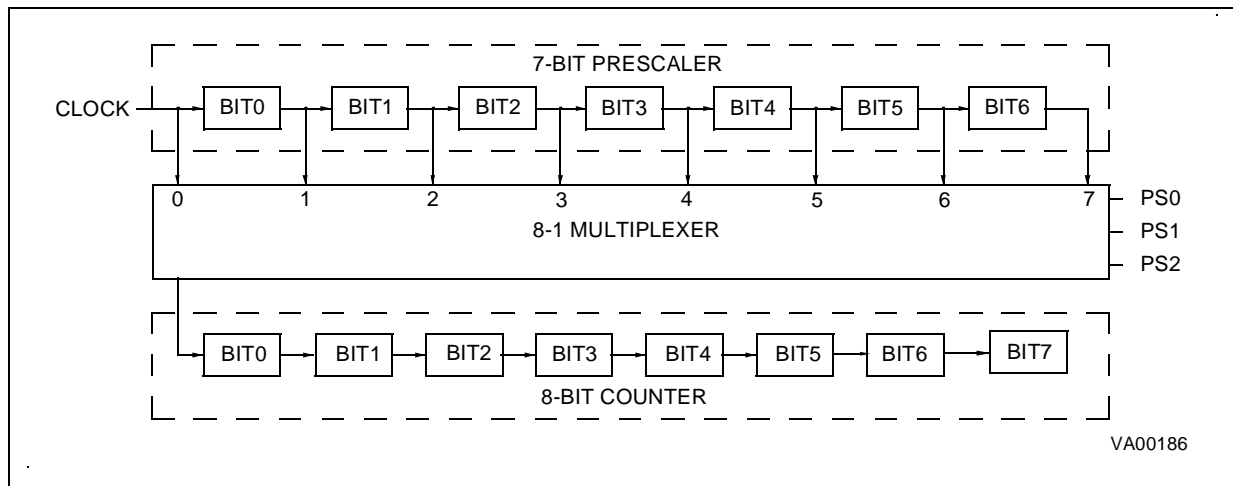 7-BIT PRESCALER
CLOCK BIT0 BIT1 BIT2 BIT3 BIT4 BIT5 BIT6
0 1 2 3 4 5 6 7 PS0
8-1 MULTIPLEXER PS1
PS2
BIT0 BIT1 BIT2 BIT3 BIT4 BIT5 BIT6 BIT7
8-BIT COUNTER
VA00186